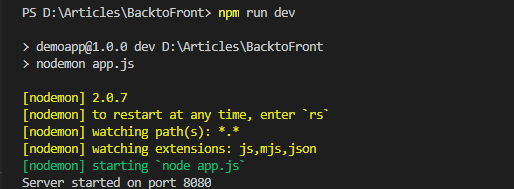 PS D:\Articles\BacktoFront> npm run dev
> demoapp@1.0.0 dev D:\Articles\BacktoFront
> nodemon app.js
[nodemon] 2.0.7
[nodemon] to restart at any time, enter `rs`
[nodemon] watching path(s): *.*
[nodemon] watching extensions: js,mjs,json
[nodemon] starting `node app.js`
Server started on port 8080